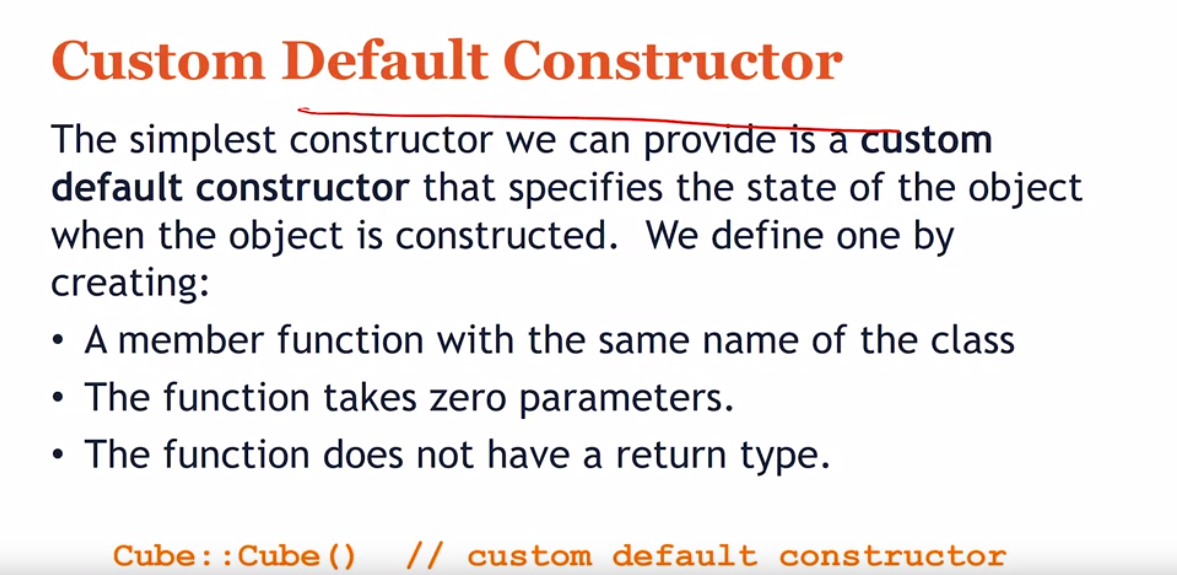 Custom Default Constructor
The simplest constructor we can provide is a custom
default constructor that specifies the state of the object
when the object is constructed.  We define one by
creating:
• A member function with the same name of the class
• The function takes zero parameters.
• The function does not have a return type.
Cube::Cube()  // custom default constructor